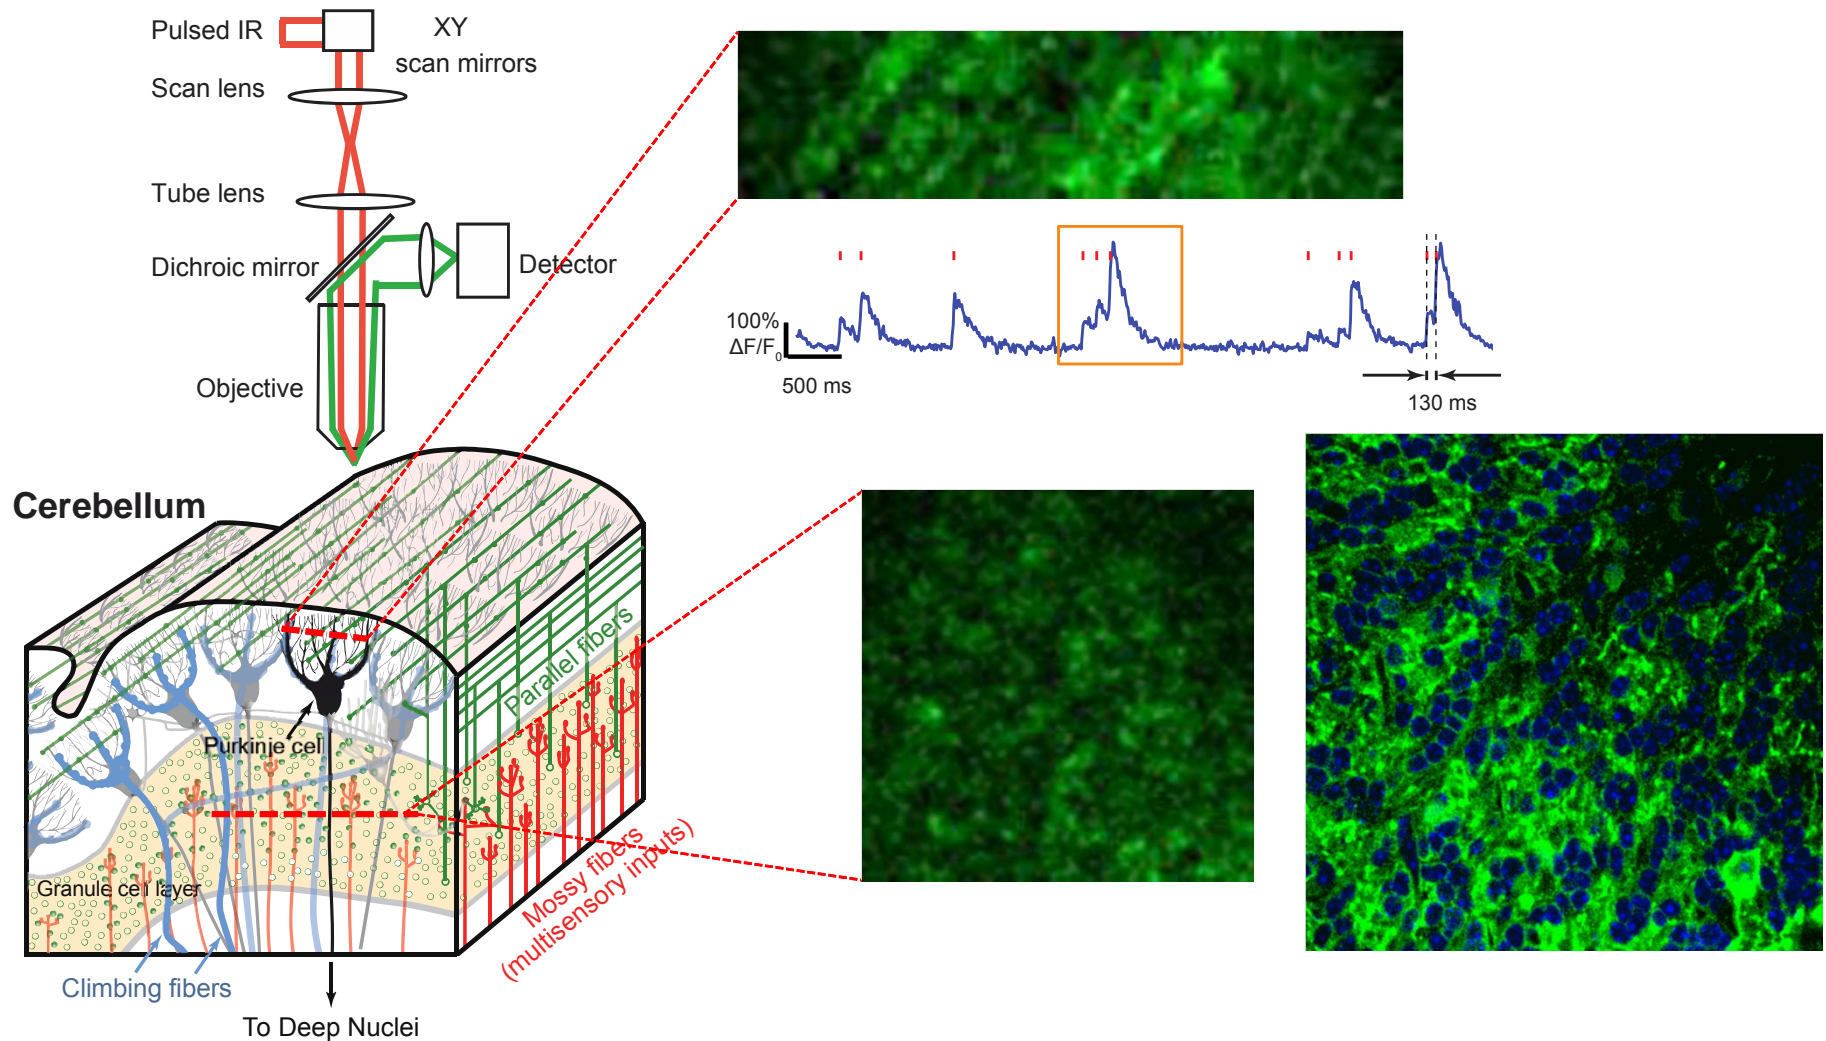 Pulsed IR
XY
scan mirrors
Scan lens
Tube lens
Dichroic mirror
Detector
Objective
100%
ΔF/F0
500 ms
130 ms
Cerebellum
Parallel fibers
Purkinje cell
Granule cell layer
Mossy fibers
(multisensory inputs)
Climbing fibers
To Deep Nuclei